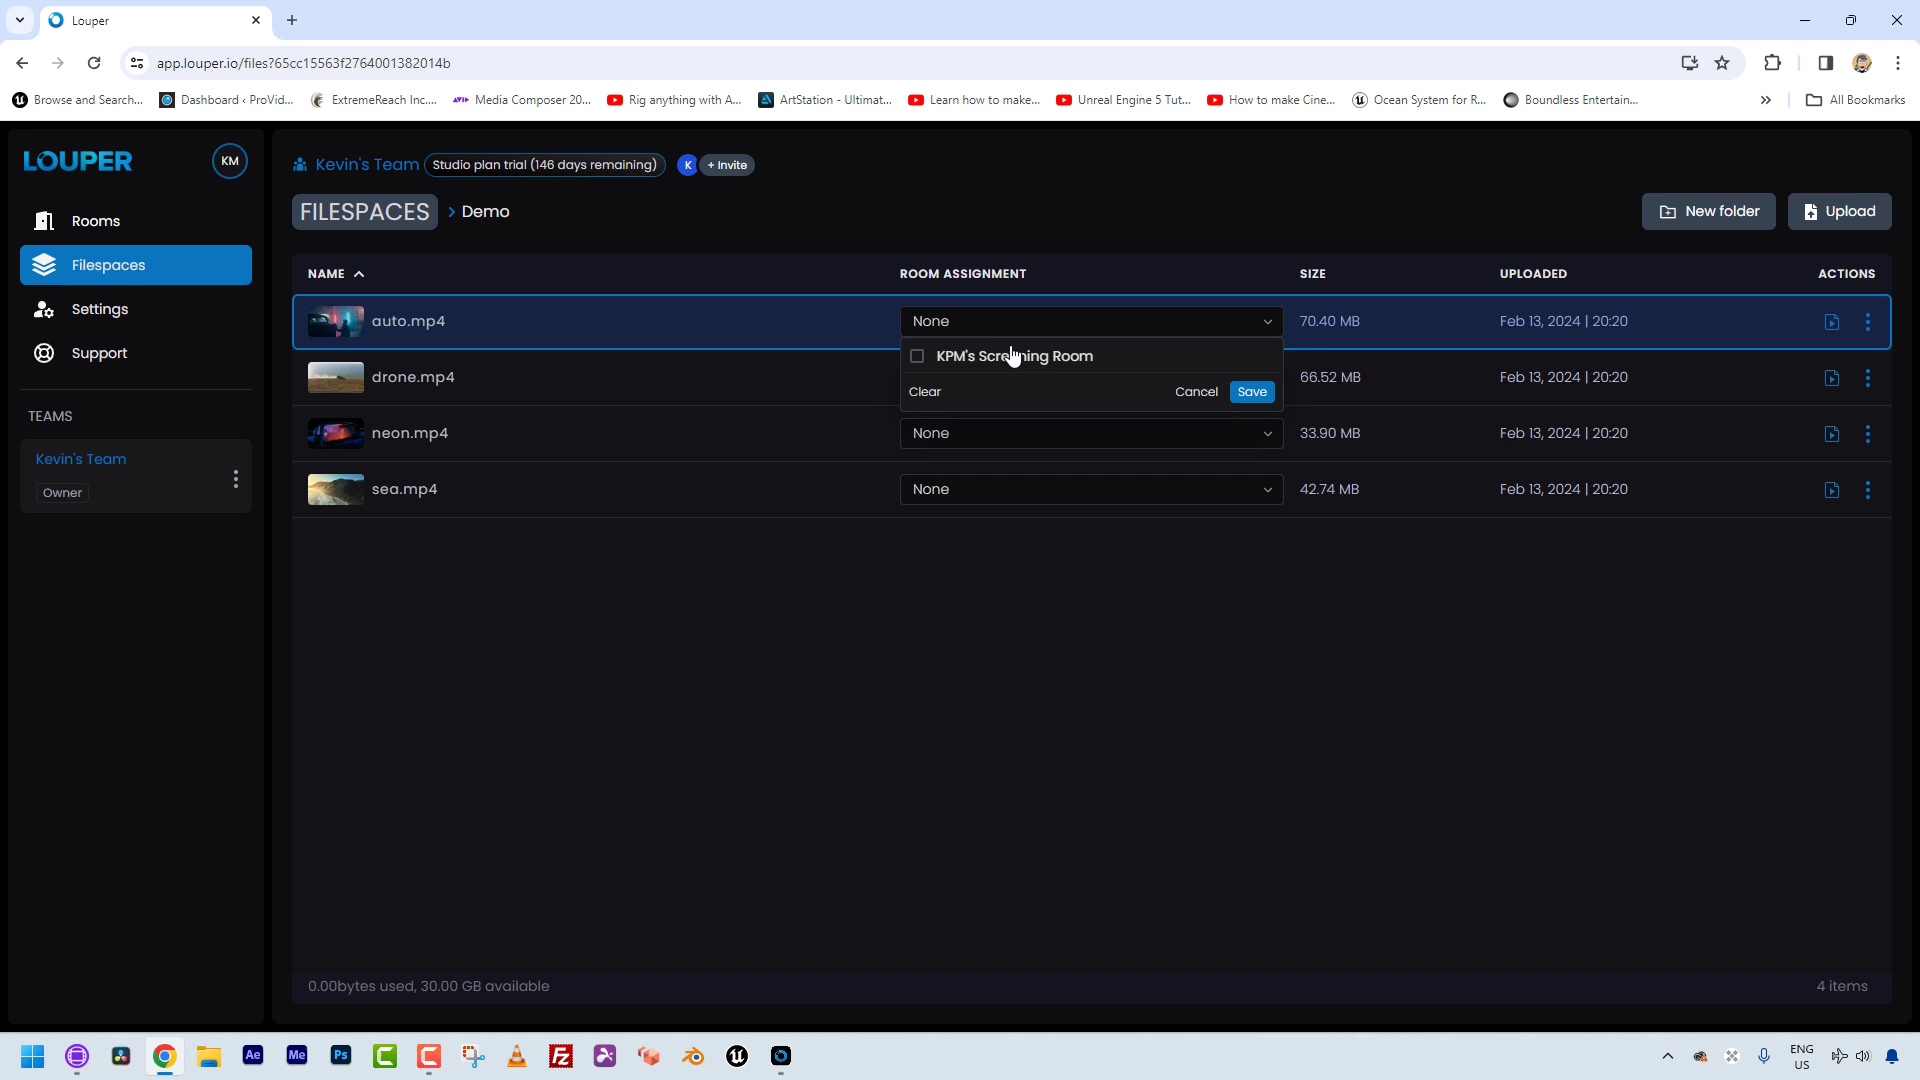 Louper
app.louper.io/files?65cc15563f2764001382014b
Browse and Search...
Dashboard ‹ ProVid...
ExtremeReach Inc....
Media Composer 20...
Rig anything with A...
ArtStation - Ultimat...
Learn how to make...
Unreal Engine 5 Tut...
How to make Cine...
Ocean System for R...
Boundless Entertain...
»
All Bookmarks
LOUPER
KM
Rooms
Filespaces
Settings
Support
TEAMS
Kevin's Team
Owner
Kevin's Team
Studio plan trial (146 days remaining)
K
+ Invite
FILESPACES › Demo
New folder
Upload
NAME
ROOM ASSIGNMENT
SIZE
UPLOADED
ACTIONS
auto.mp4
None
70.40 MB
Feb 13, 2024 | 20:20
KPM's Screening Room
Clear
Cancel
Save
drone.mp4
66.52 MB
Feb 13, 2024 | 20:20
neon.mp4
None
33.90 MB
Feb 13, 2024 | 20:20
sea.mp4
None
42.74 MB
Feb 13, 2024 | 20:20
0.00bytes used, 30.00 GB available
4 items
Ae
Me
Ps
ENG
US